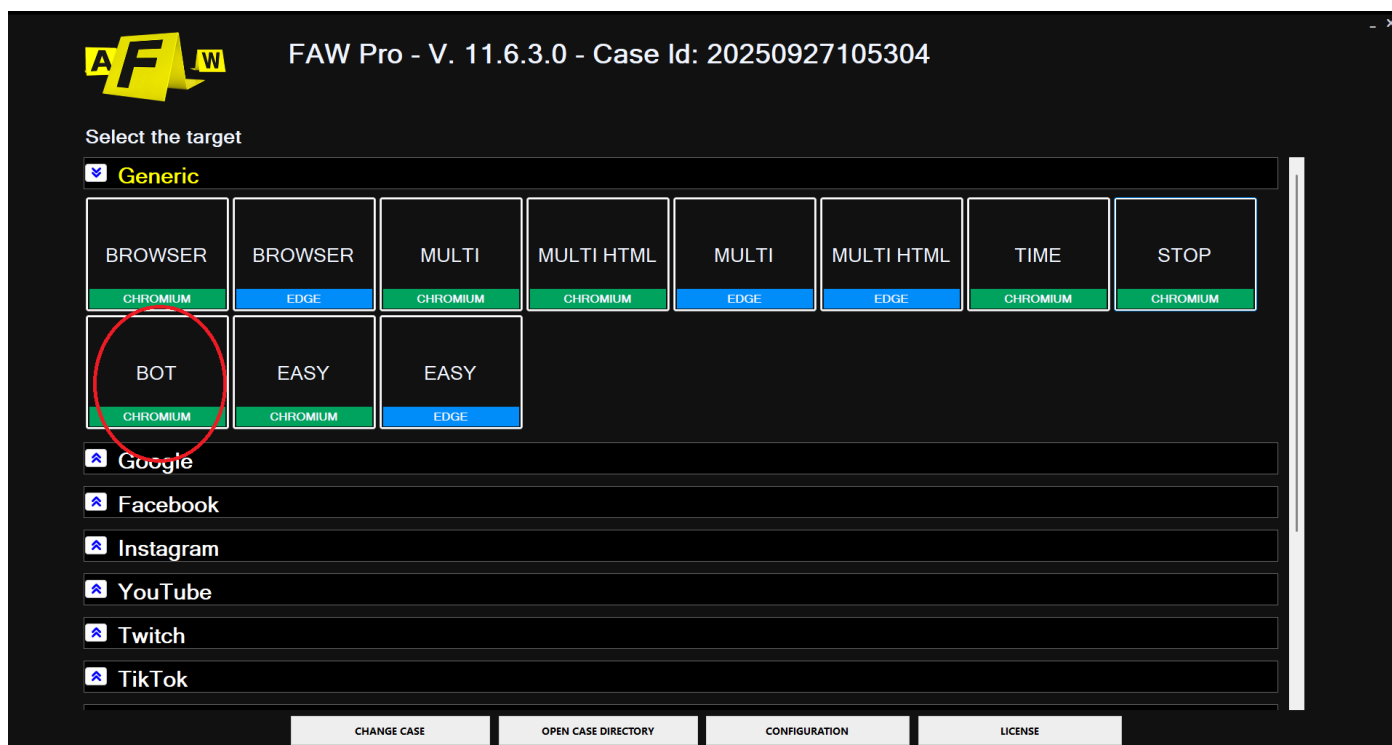 A F W
FAW Pro - V. 11.6.3.0 - Case Id: 20250927105304
Select the target
Generic
BROWSER BROWSER MULTI MULTI HTML MULTI MULTI HTML TIME STOP
CHROMIUM EDGE CHROMIUM CHROMIUM EDGE EDGE CHROMIUM CHROMIUM
BOT EASY EASY
CHROMIUM CHROMIUM EDGE
Google
Facebook
Instagram
YouTube
Twitch
TikTok
CHANGE CASE OPEN CASE DIRECTORY CONFIGURATION LICENSE